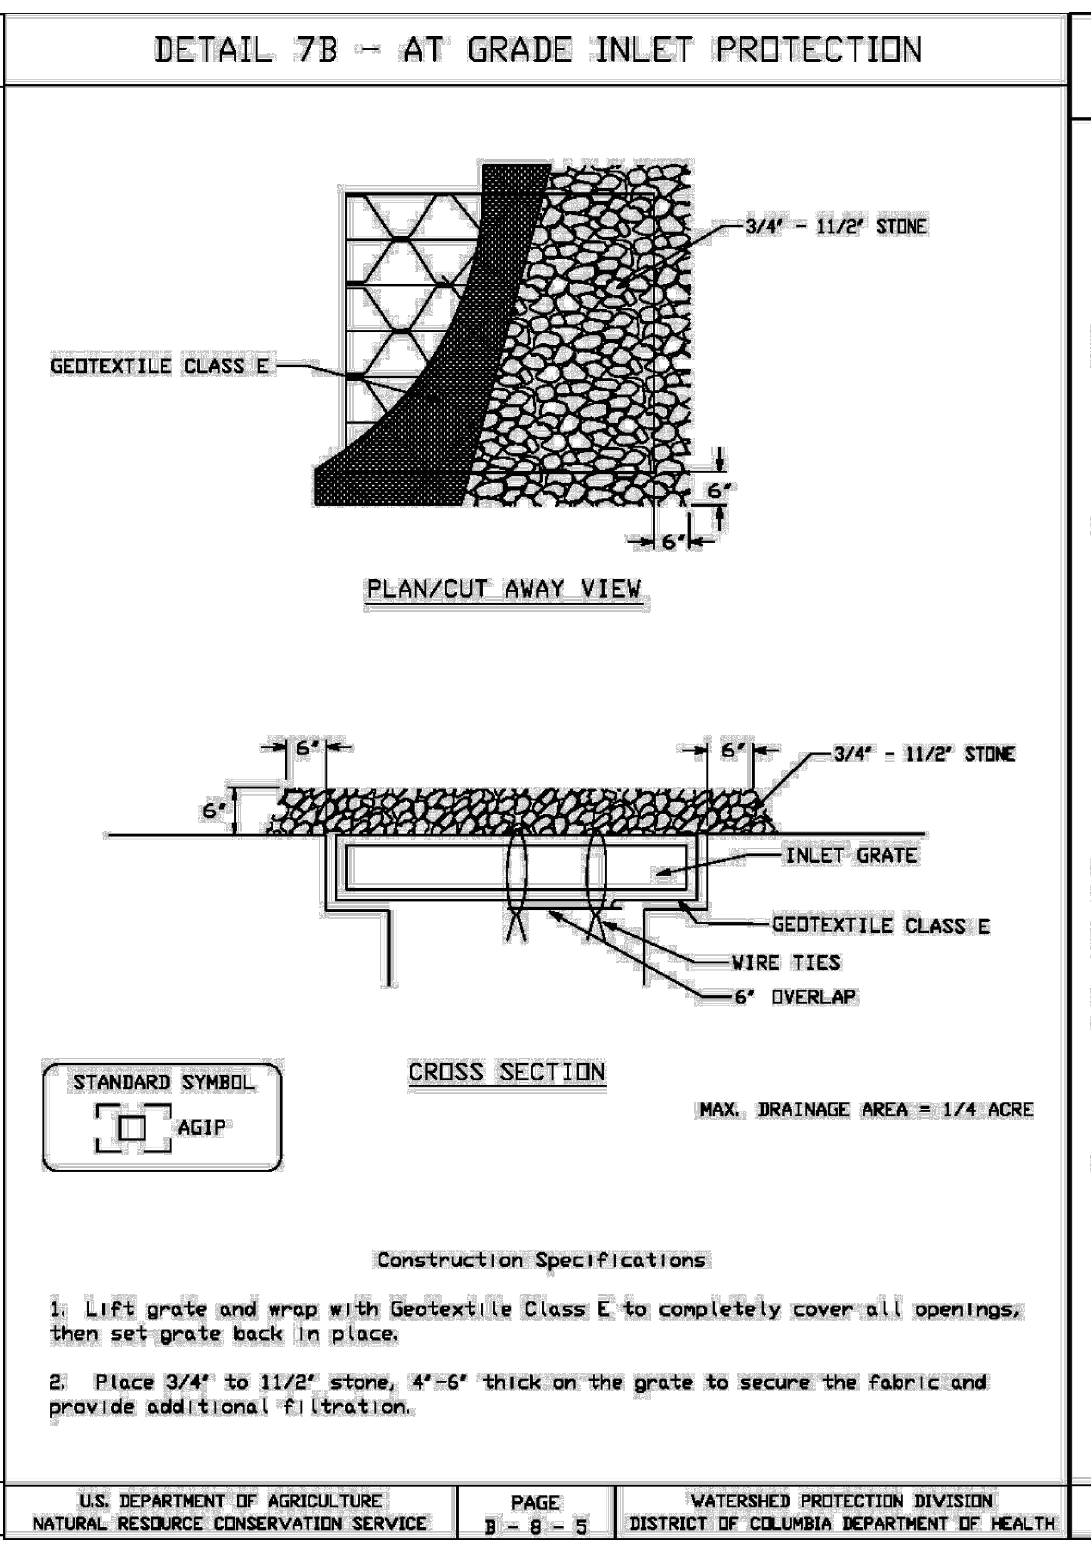 DETAIL 7B - AT GRADE INLET PROTECTION
3/4" - 11/2" STONE
GEOTEXTILE CLASS E
6"
6"
PLAN/CUT AWAY VIEW
6"
6"
3/4" - 11/2" STONE
6"
INLET GRATE
GEOTEXTILE CLASS E
WIRE TIES
6" OVERLAP
CROSS SECTION
STANDARD SYMBOL
AGIP
MAX. DRAINAGE AREA = 1/4 ACRE
Construction Specifications
1. Lift grate and wrap with Geotextile Class E to completely cover all openings,
then set grate back in place.
2. Place 3/4" to 11/2" stone, 4"-6" thick on the grate to secure the fabric and
provide additional filtration.
U.S. DEPARTMENT OF AGRICULTURE
NATURAL RESOURCE CONSERVATION SERVICE
PAGE
B - 8 - 5
WATERSHED PROTECTION DIVISION
DISTRICT OF COLUMBIA DEPARTMENT OF HEALTH